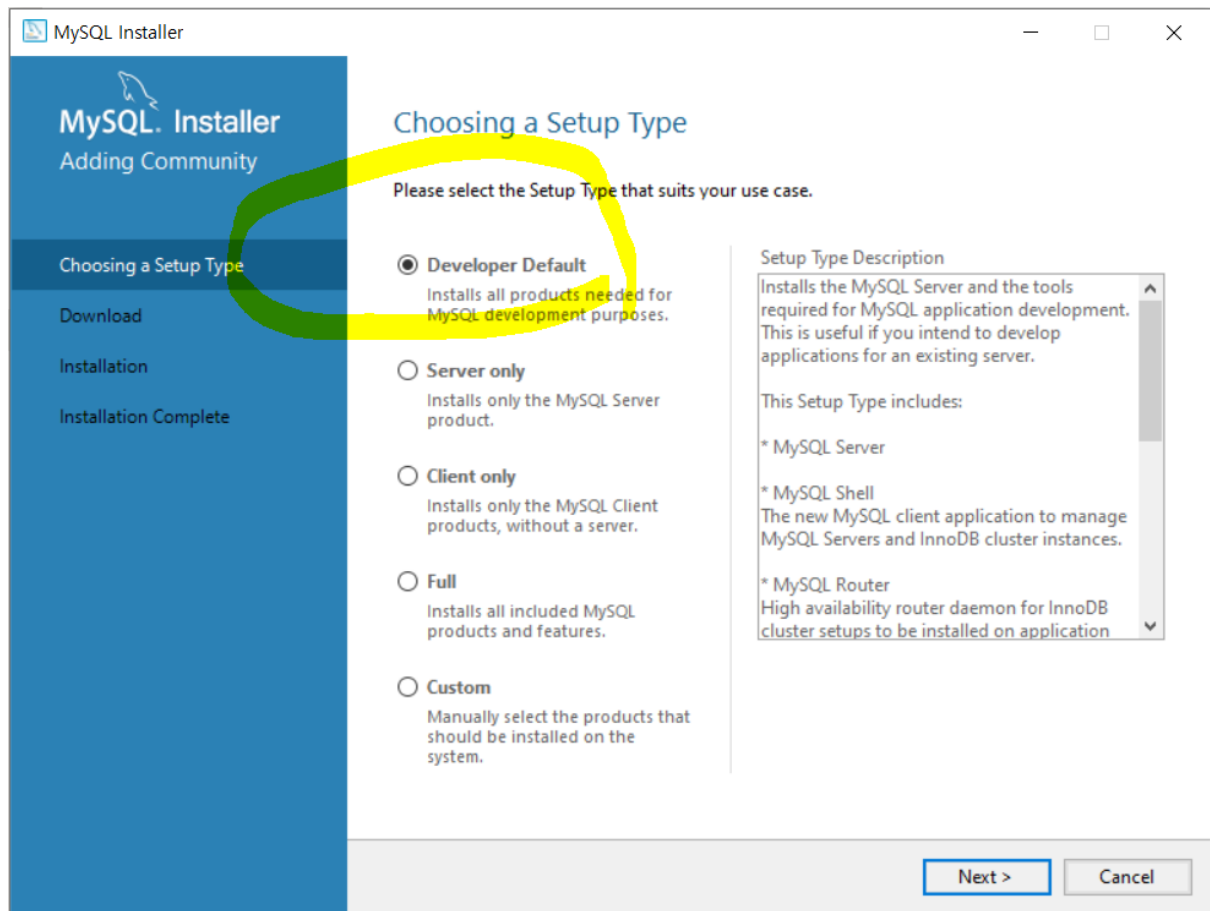 MySQL Installer
MySQL. Installer
Adding Community
Choosing a Setup Type
Download
Installation
Installation Complete
Choosing a Setup Type
Please select the Setup Type that suits your use case.
Developer Default
Installs all products needed for
MySQL development purposes.
Server only
Installs only the MySQL Server
product.
Client only
Installs only the MySQL Client
products, without a server.
Full
Installs all included MySQL
products and features.
Custom
Manually select the products that
should be installed on the
system.
Setup Type Description
Installs the MySQL Server and the tools
required for MySQL application development.
This is useful if you intend to develop
applications for an existing server.
This Setup Type includes:
* MySQL Server
* MySQL Shell
The new MySQL client application to manage
MySQL Servers and InnoDB cluster instances.
* MySQL Router
High availability router daemon for InnoDB
cluster setups to be installed on application
Next >
Cancel